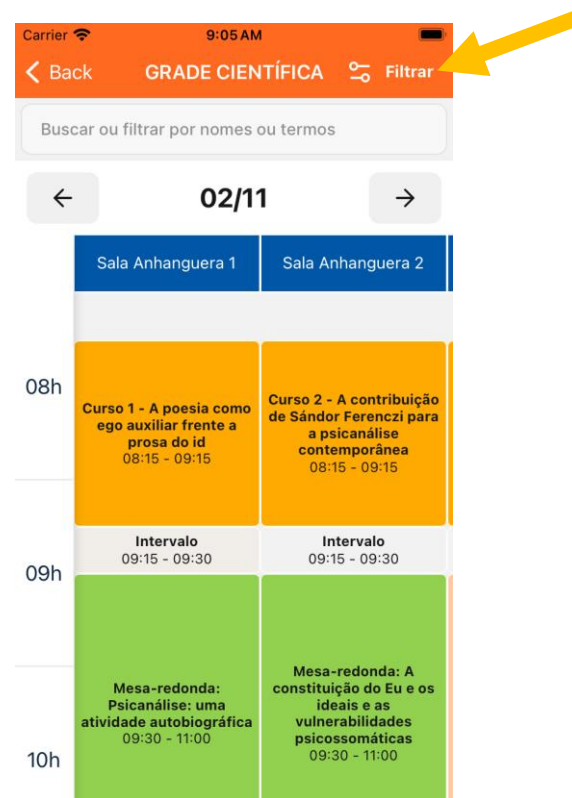 Carrier 9:05 AM
Back GRADE CIENTÍFICA Filtrar
Buscar ou filtrar por nomes ou termos
← 02/11 →
Sala Anhanguera 1
Sala Anhanguera 2
08h
Curso 1 - A poesia como
ego auxiliar frente a
prosa do id
08:15 - 09:15
Curso 2 - A contribuição
de Sándor Ferenczi para
a psicanálise
contemporânea
08:15 - 09:15
Intervalo
09:15 - 09:30
Intervalo
09:15 - 09:30
09h
Mesa-redonda:
Psicanálise: uma
atividade autobiográfica
09:30 - 11:00
Mesa-redonda: A
constituição do Eu e os
ideais e as
vulnerabilidades
psicossomáticas
09:30 - 11:00
10h